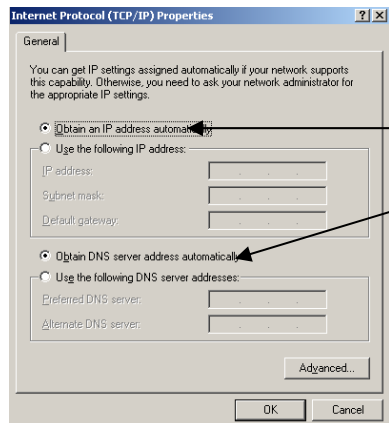 Internet Protocol (TCP/IP) Properties
General
You can get IP settings assigned automatically if your network supports
this capability. Otherwise, you need to ask your network administrator for
the appropriate IP settings.
Obtain an IP address automatically
Use the following IP address:
IP address:
Subnet mask:
Default gateway:
Obtain DNS server address automatically
Use the following DNS server addresses:
Preferred DNS server:
Alternate DNS server:
Advanced...
OK Cancel